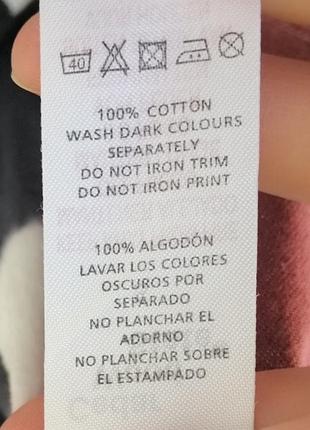 40
100% COTTON
WASH DARK COLOURS
SEPARATELY
DO NOT IRON TRIM
DO NOT IRON PRINT
100% ALGODÓN
LAVAR LOS COLORES
OSCUROS POR
SEPARADO
NO PLANCHAR EL
ADORNO
NO PLANCHAR SOBRE
EL ESTAMPADO